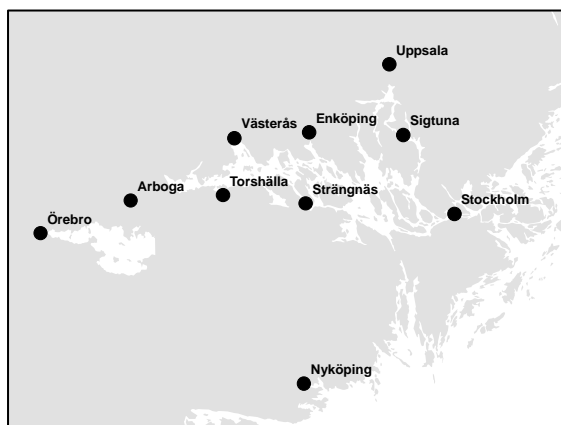 Uppsala
Västerås
Enköping
Sigtuna
Arboga
Torshälla
Strängnäs
Stockholm
Örebro
Nyköping